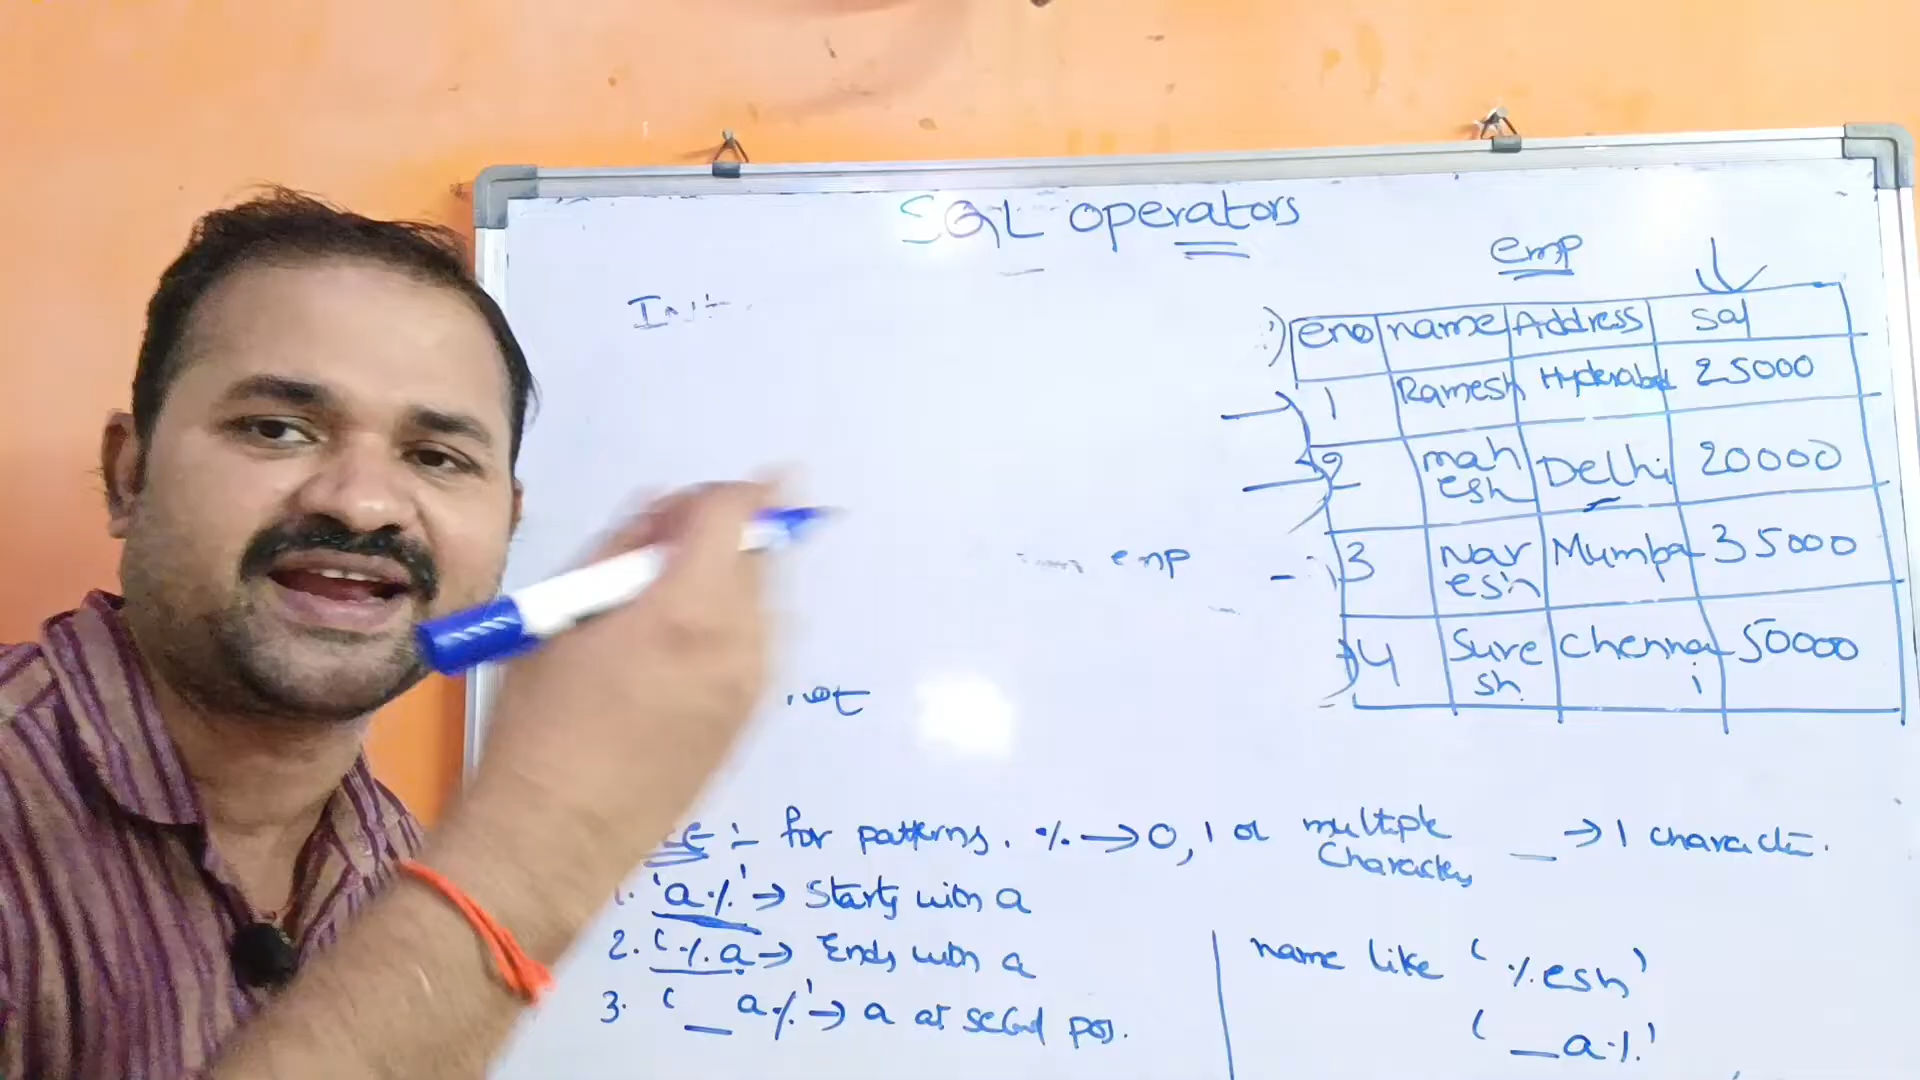 SQL operators
emp
eno name Address sal
1 Ramesh Hyderabad 25000
2 mahesh Delhi 20000
3 Naresh Mumba 35000
4 Suresh Chennai 50000
emp
:- for patterns. % → 0, 1 or multiple Characters _ → 1 character.
1. 'a%' → Starts with a
2. '%a → Ends with a
3. '_a%' → a at second pos.
name like '%esh'
'_a%'